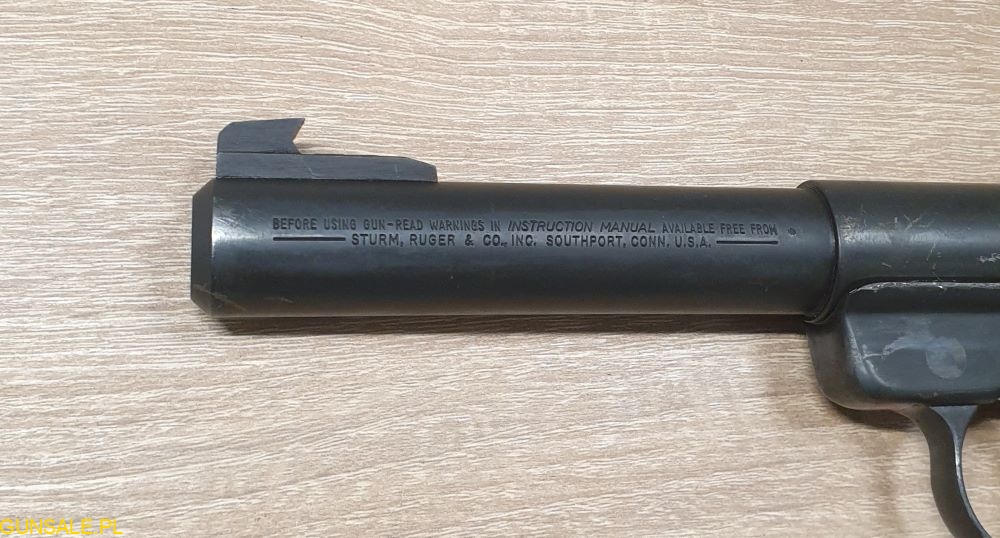 BEFORE USING GUN-READ WARNINGS IN INSTRUCTION MANUAL AVAILABLE FREE FROM
STURM, RUGER & CO., INC. SOUTHPORT, CONN. U.S.A.
GUNSALE.PL